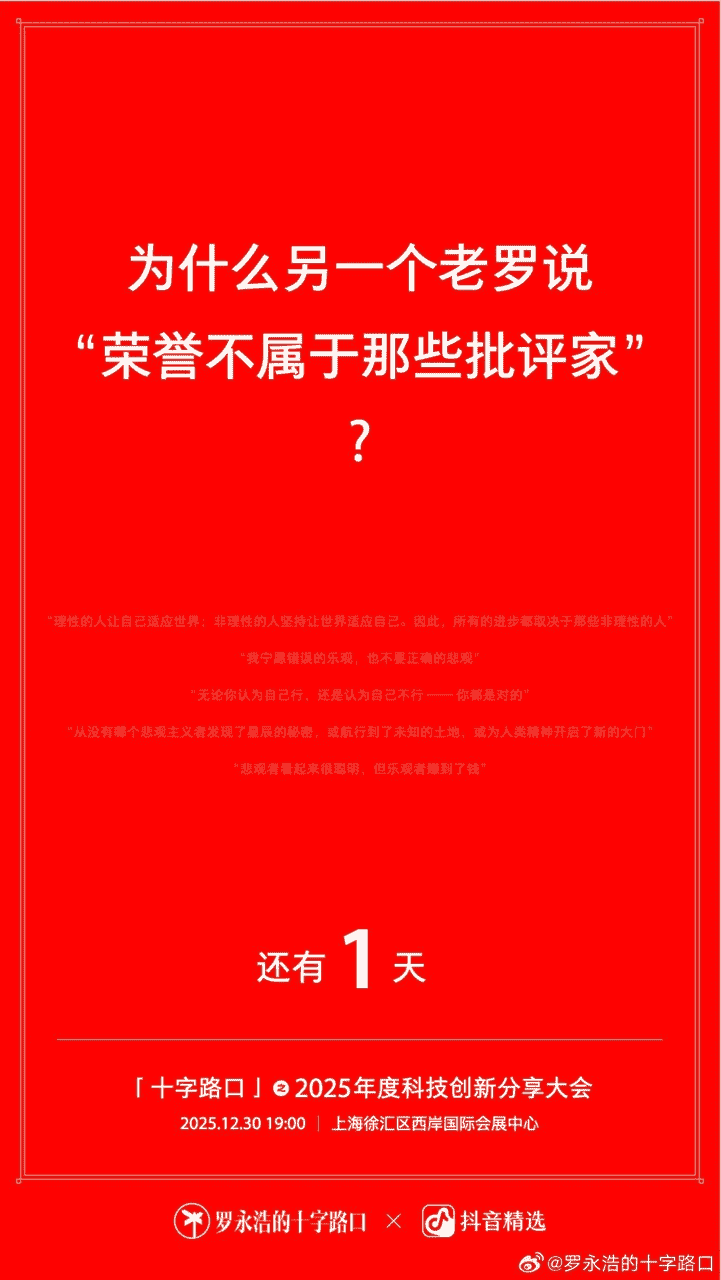 为什么另一个老罗说
“荣誉不属于那些批评家”
?
“理性的人让自己适应世界；非理性的人坚持让世界适应自己。因此，所有的进步都取决于那些非理性的人”
“我宁愿错误的乐观，也不要正确的悲观”
“无论你认为自己行，还是认为自己不行——你都是对的”
“从没有哪个悲观主义者发现了星辰的秘密，或航行到了未知的土地，或为人类精神开启了新的大门”
“悲观者看起来很聪明，但乐观者赚到了钱”
还有 1 天
「十字路口」 2025年度科技创新分享大会
2025.12.30 19:00 | 上海徐汇区西岸国际会展中心
罗永浩的十字路口 × 抖音精选
@罗永浩的十字路口